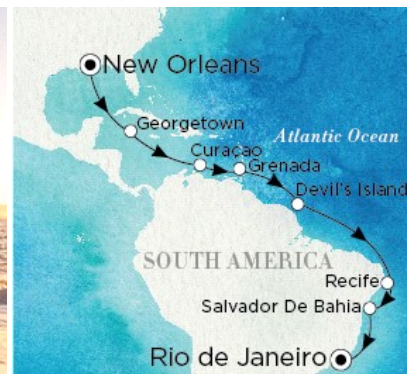 New Orleans
Georgetown
Atlantic Ocean
Curaçao
Grenada
Devil's Island
SOUTH AMERICA
Recife
Salvador De Bahia
Rio de Janeiro